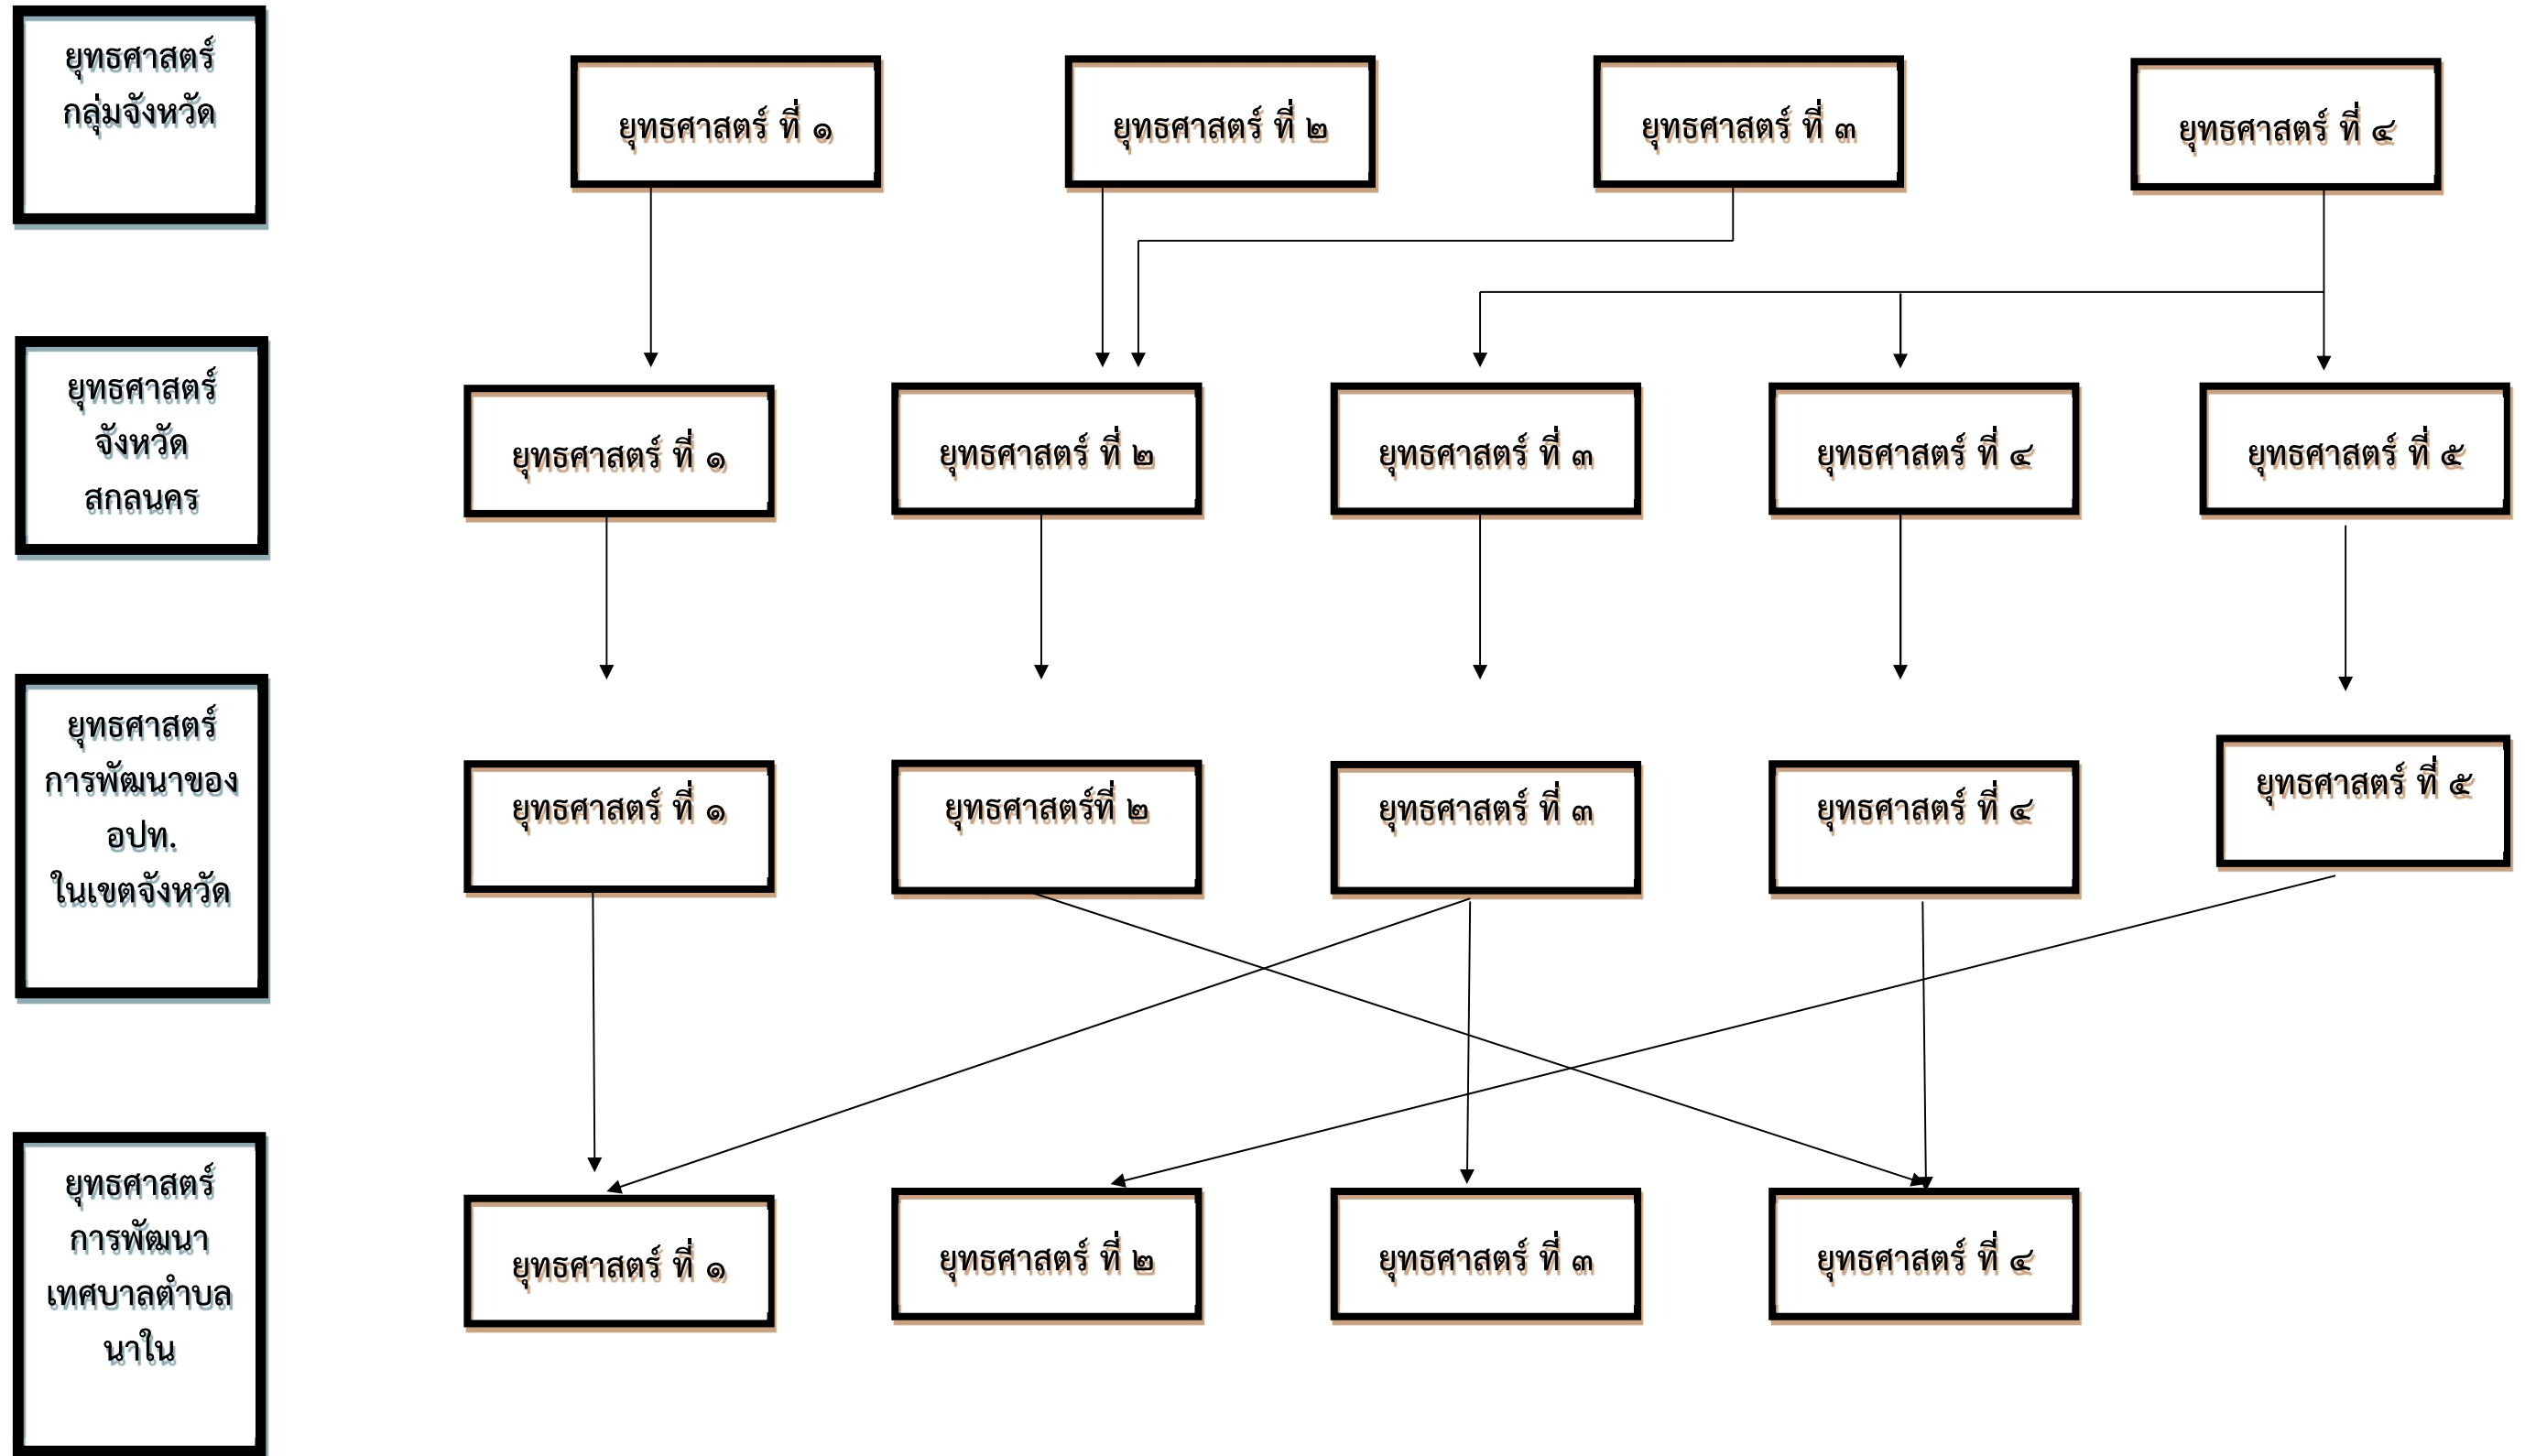 ยุทธศาสตร์
กลุ่มจังหวัด
ยุทธศาสตร์ ที่ ๑
ยุทธศาสตร์ ที่ ๒
ยุทธศาสตร์ ที่ ๓
ยุทธศาสตร์ ที่ ๔
ยุทธศาสตร์
จังหวัด
สกลนคร
ยุทธศาสตร์ ที่ ๑
ยุทธศาสตร์ ที่ ๒
ยุทธศาสตร์ ที่ ๓
ยุทธศาสตร์ ที่ ๔
ยุทธศาสตร์ ที่ ๕
ยุทธศาสตร์
การพัฒนาของ
อปท.
ในเขตจังหวัด
ยุทธศาสตร์ ที่ ๑
ยุทธศาสตร์ที่ ๒
ยุทธศาสตร์ ที่ ๓
ยุทธศาสตร์ ที่ ๔
ยุทธศาสตร์ ที่ ๕
ยุทธศาสตร์
การพัฒนา
เทศบาลตำบล
นาใน
ยุทธศาสตร์ ที่ ๑
ยุทธศาสตร์ ที่ ๒
ยุทธศาสตร์ ที่ ๓
ยุทธศาสตร์ ที่ ๔